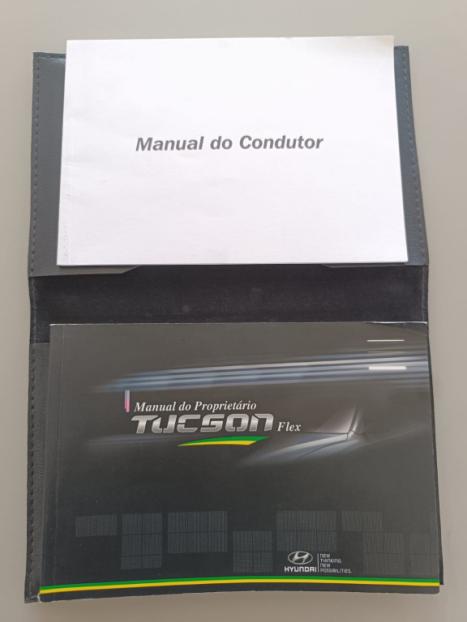 Manual do Condutor
Manual do Proprietário
TUCSON Flex
HYUNDAI
NEW
THINKING.
NEW
POSSIBILITIES.